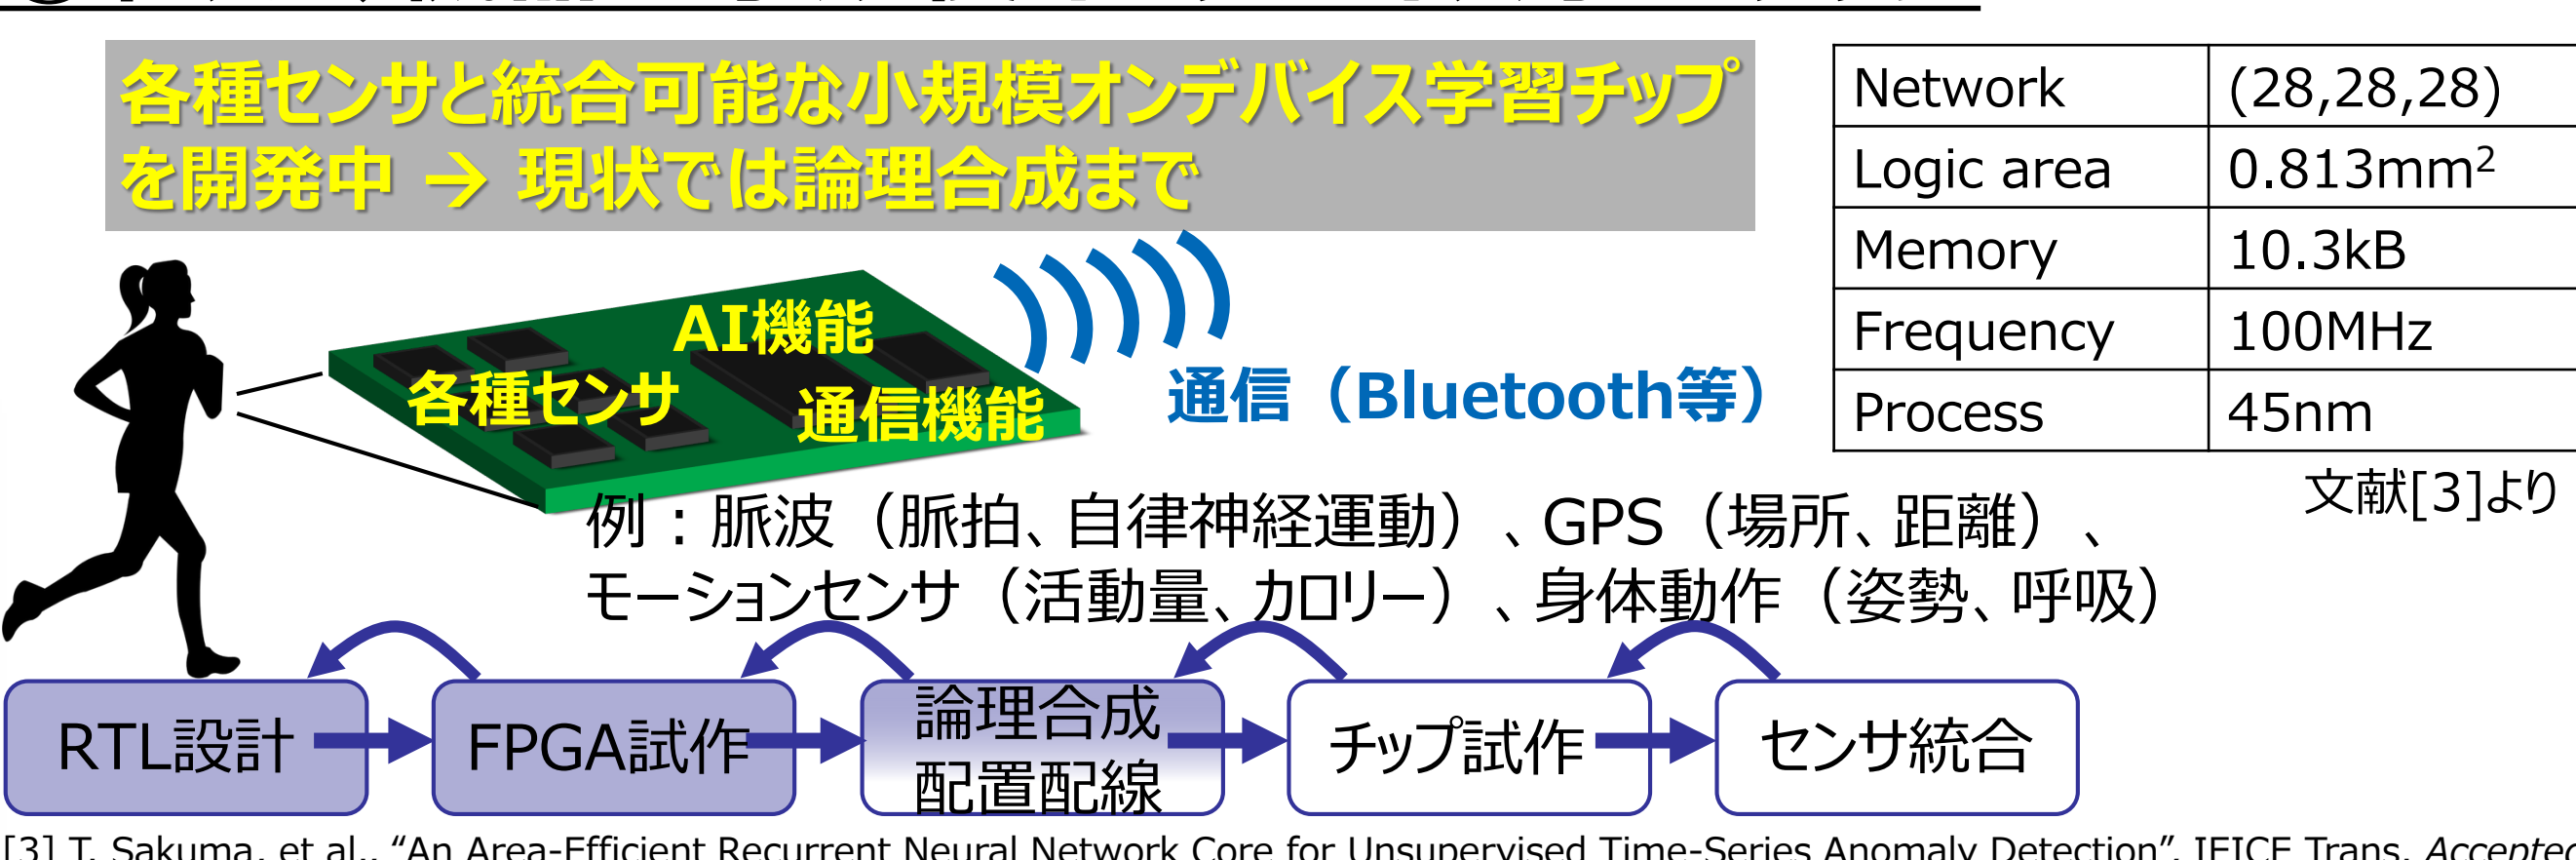 各種センサと統合可能な小規模オンデバイス学習チップ
を開発中 → 現状では論理合成まで
Network (28,28,28)
Logic area 0.813mm²
Memory 10.3kB
Frequency 100MHz
Process 45nm
文献[3]より
AI機能
各種センサ
通信機能
通信（Bluetooth等）
例：脈波（脈拍、自律神経運動）、GPS（場所、距離）、
モーションセンサ（活動量、カロリー）、身体動作（姿勢、呼吸）
RTL設計
FPGA試作
論理合成
配置配線
チップ試作
センサ統合
[3] T. Sakuma, et al., “An Area-Efficient Recurrent Neural Network Core for Unsupervised Time-Series Anomaly Detection”, IEICE Trans. Accepted